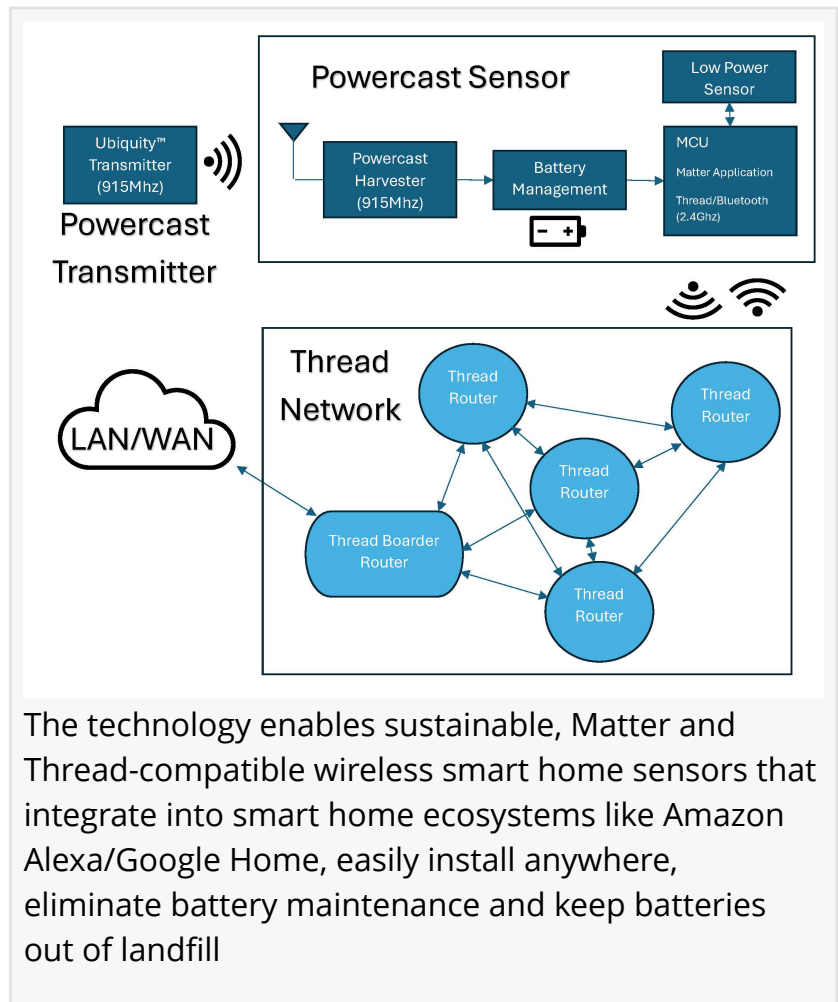 Powercast Sensor
Low Power
Sensor
Ubiquity™
Transmitter
(915Mhz)
Powercast
Transmitter
Powercast
Harvester
(915Mhz)
Battery
Management
- +
MCU
Matter Application
Thread/Bluetooth
(2.4Ghz)
Thread
Network
LAN/WAN
Thread
Router
Thread
Router
Thread
Router
Thread Boarder
Router
Thread
Router
The technology enables sustainable, Matter and
Thread-compatible wireless smart home sensors that
integrate into smart home ecosystems like Amazon
Alexa/Google Home, easily install anywhere,
eliminate battery maintenance and keep batteries
out of landfill